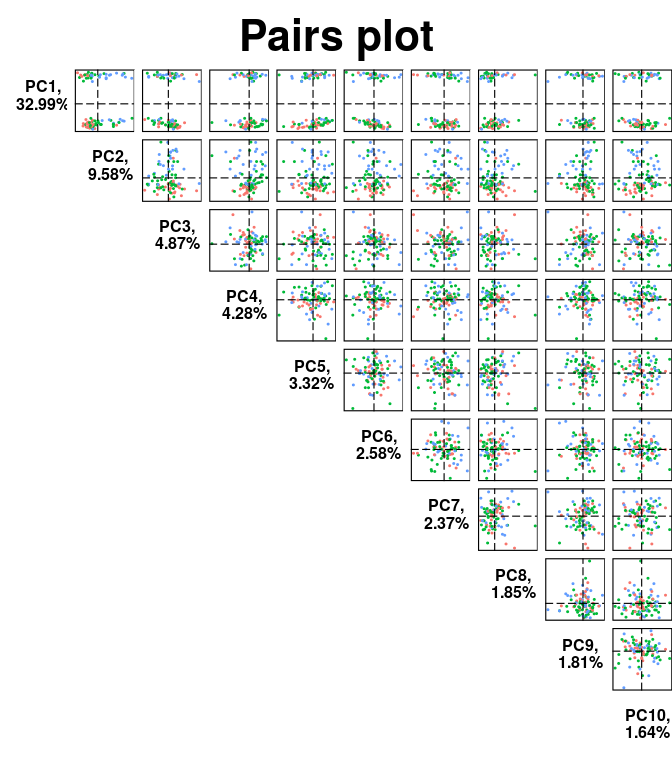 Pairs plot
PC1,
32.99%
PC2,
9.58%
PC3,
4.87%
PC4,
4.28%
PC5,
3.32%
PC6,
2.58%
PC7,
2.37%
PC8,
1.85%
PC9,
1.81%
PC10,
1.64%